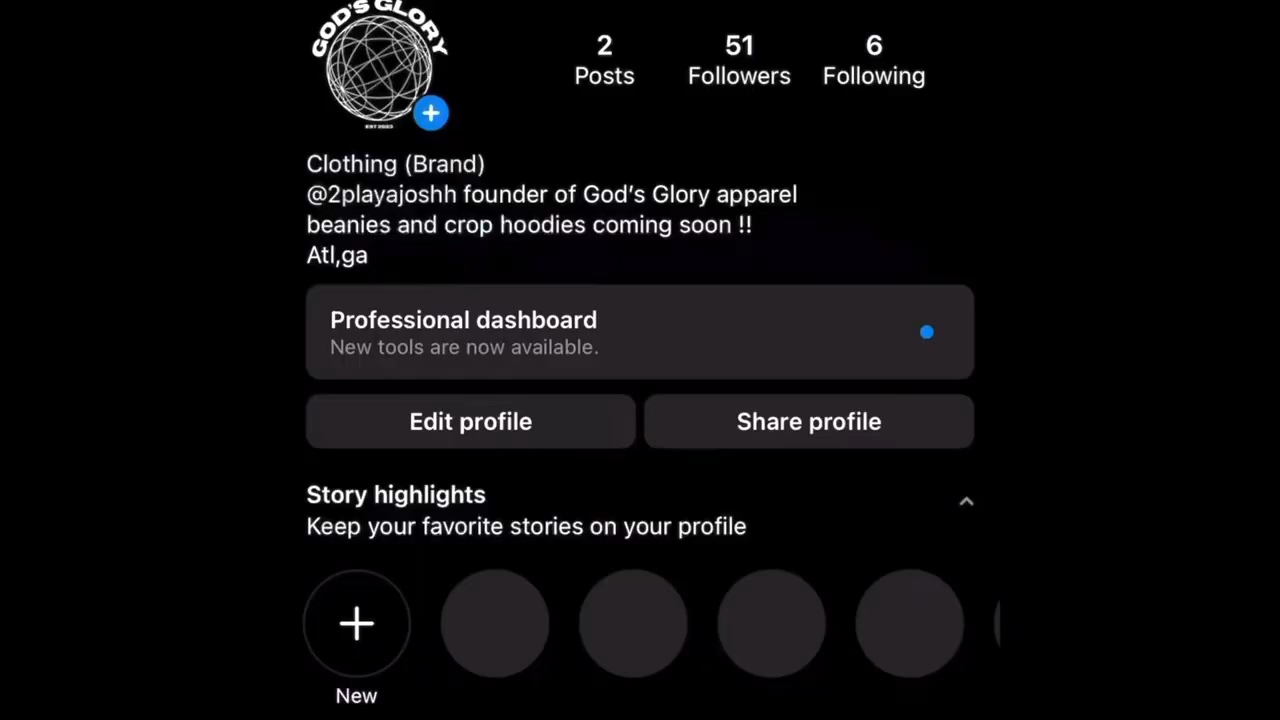 GOD'S GLORY
EST 2023
2 51 6
Posts Followers Following
Clothing (Brand)
@2playajoshh founder of God’s Glory apparel
beanies and crop hoodies coming soon !!
Atl,ga
Professional dashboard
New tools are now available.
Edit profile Share profile
Story highlights
Keep your favorite stories on your profile
New